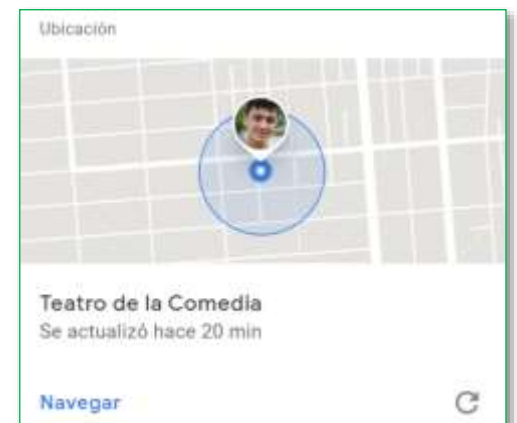 Ubicación
Teatro de la Comedia
Se actualizó hace 20 min
Navegar